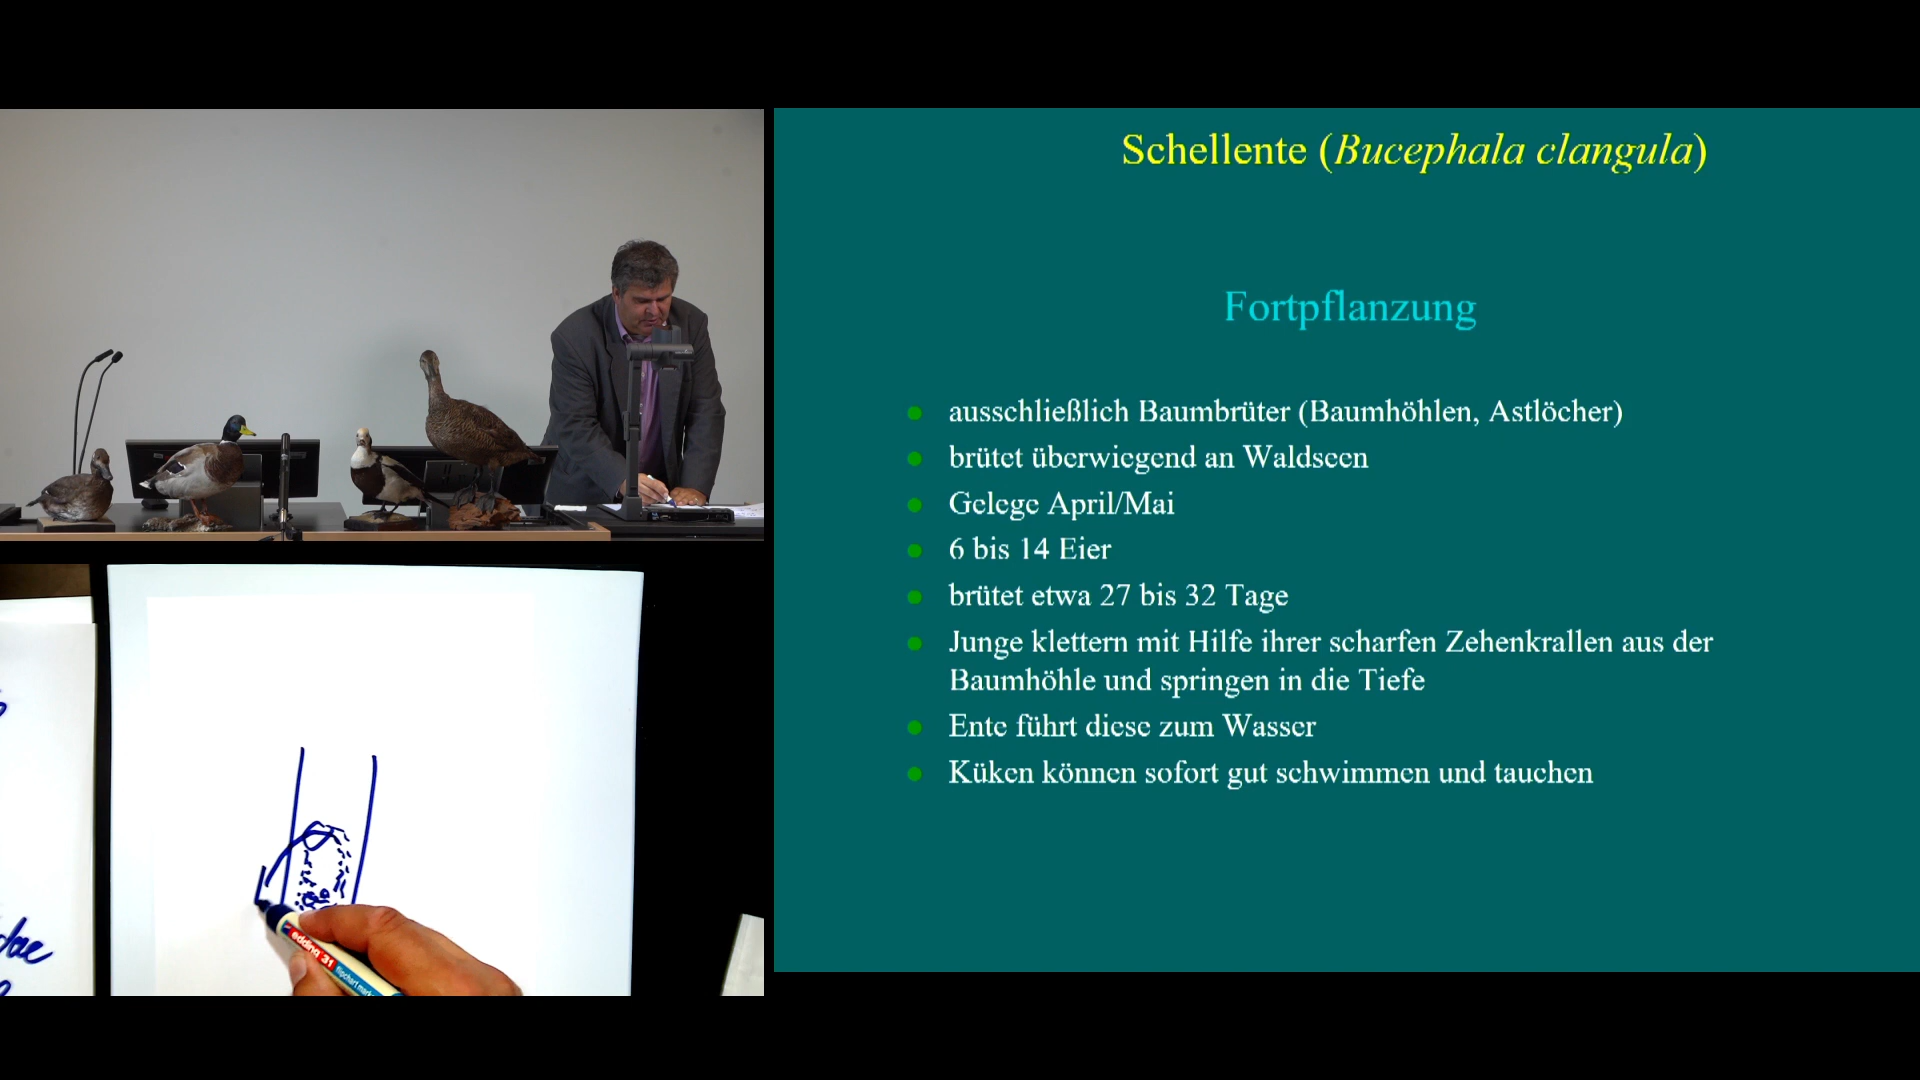 Schellente (Bucephala clangula)
Fortpflanzung
ausschließlich Baumbrüter (Baumhöhlen, Astlöcher)
brütet überwiegend an Waldseen
Gelege April/Mai
6 bis 14 Eier
brütet etwa 27 bis 32 Tage
Junge klettern mit Hilfe ihrer scharfen Zehenkrallen aus der
Baumhöhle und springen in die Tiefe
Ente führt diese zum Wasser
Küken können sofort gut schwimmen und tauchen
edding 31
flipchart